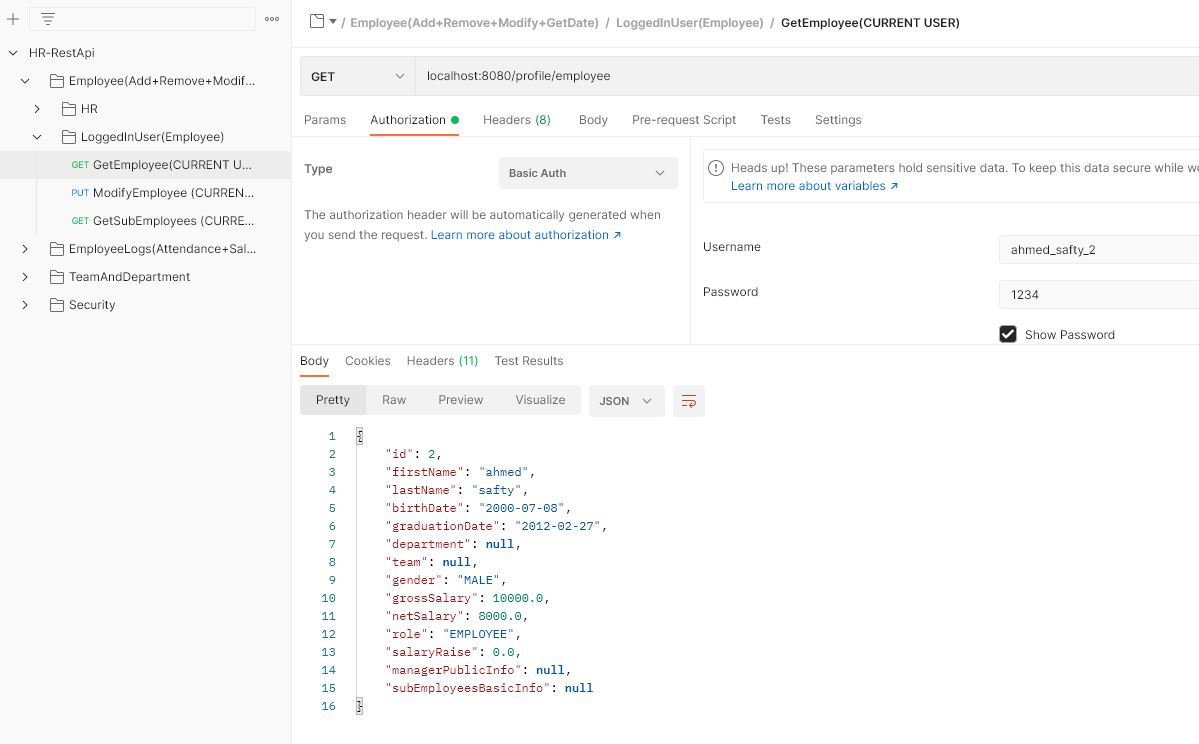 HR-RestApi
Employee(Add+Remove+Modif...
HR
LoggedInUser(Employee)
GET GetEmployee(CURRENT U...
PUT ModifyEmployee (CURREN...
GET GetSubEmployees (CURRE...
EmployeeLogs(Attendance+Sal...
TeamAndDepartment
Security
/ Employee(Add+Remove+Modify+GetDate) / LoggedInUser(Employee) / GetEmployee(CURRENT USER)
GET localhost:8080/profile/employee
Params Authorization Headers (8) Body Pre-request Script Tests Settings
Type Basic Auth
The authorization header will be automatically generated when
you send the request. Learn more about authorization ↗
Heads up! These parameters hold sensitive data. To keep this data secure while w
Learn more about variables ↗
Username ahmed_safty_2
Password 1234
Show Password
Body Cookies Headers (11) Test Results
Pretty Raw Preview Visualize JSON
1 {
2 "id": 2,
3 "firstName": "ahmed",
4 "lastName": "safty",
5 "birthDate": "2000-07-08",
6 "graduationDate": "2012-02-27",
7 "department": null,
8 "team": null,
9 "gender": "MALE",
10 "grossSalary": 10000.0,
11 "netSalary": 8000.0,
12 "role": "EMPLOYEE",
13 "salaryRaise": 0.0,
14 "managerPublicInfo": null,
15 "subEmployeesBasicInfo": null
16 }